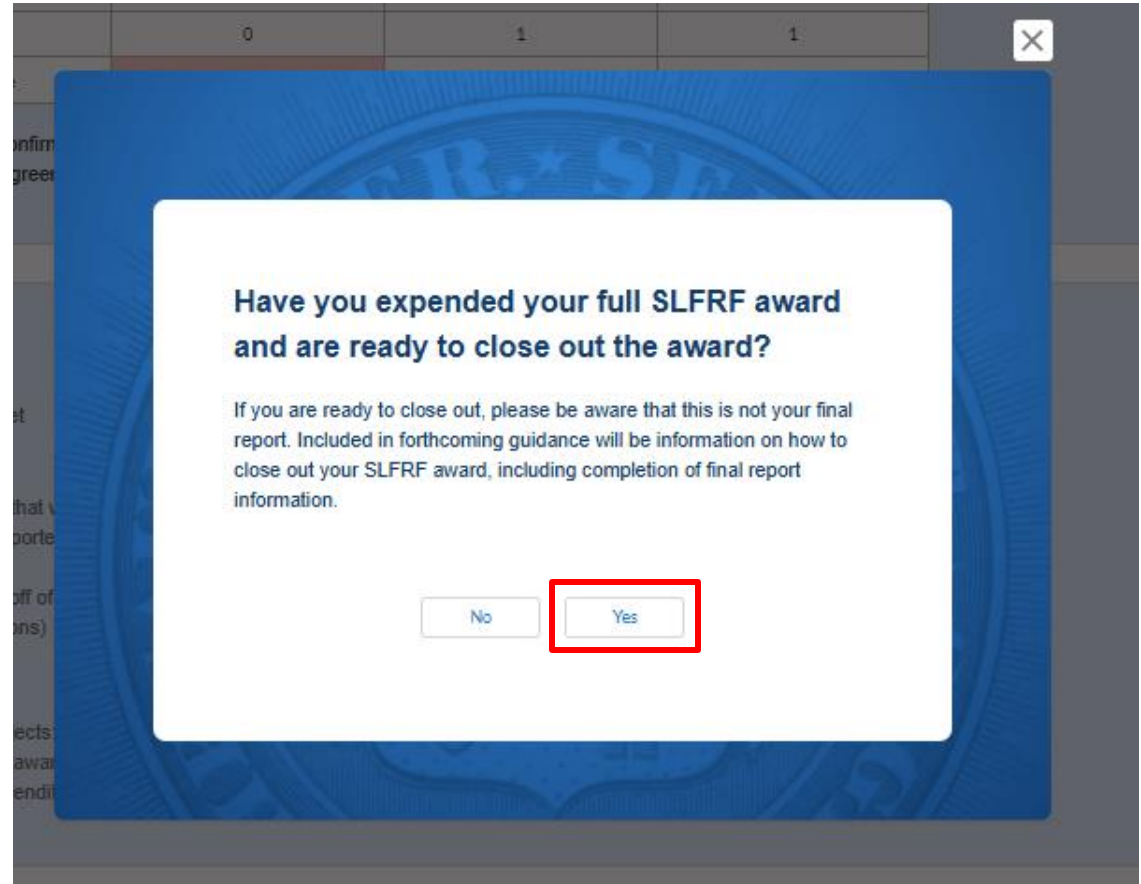 0 1 1
Have you expended your full SLFRF award
and are ready to close out the award?
If you are ready to close out, please be aware that this is not your final
report. Included in forthcoming guidance will be information on how to
close out your SLFRF award, including completion of final report
information.
No Yes